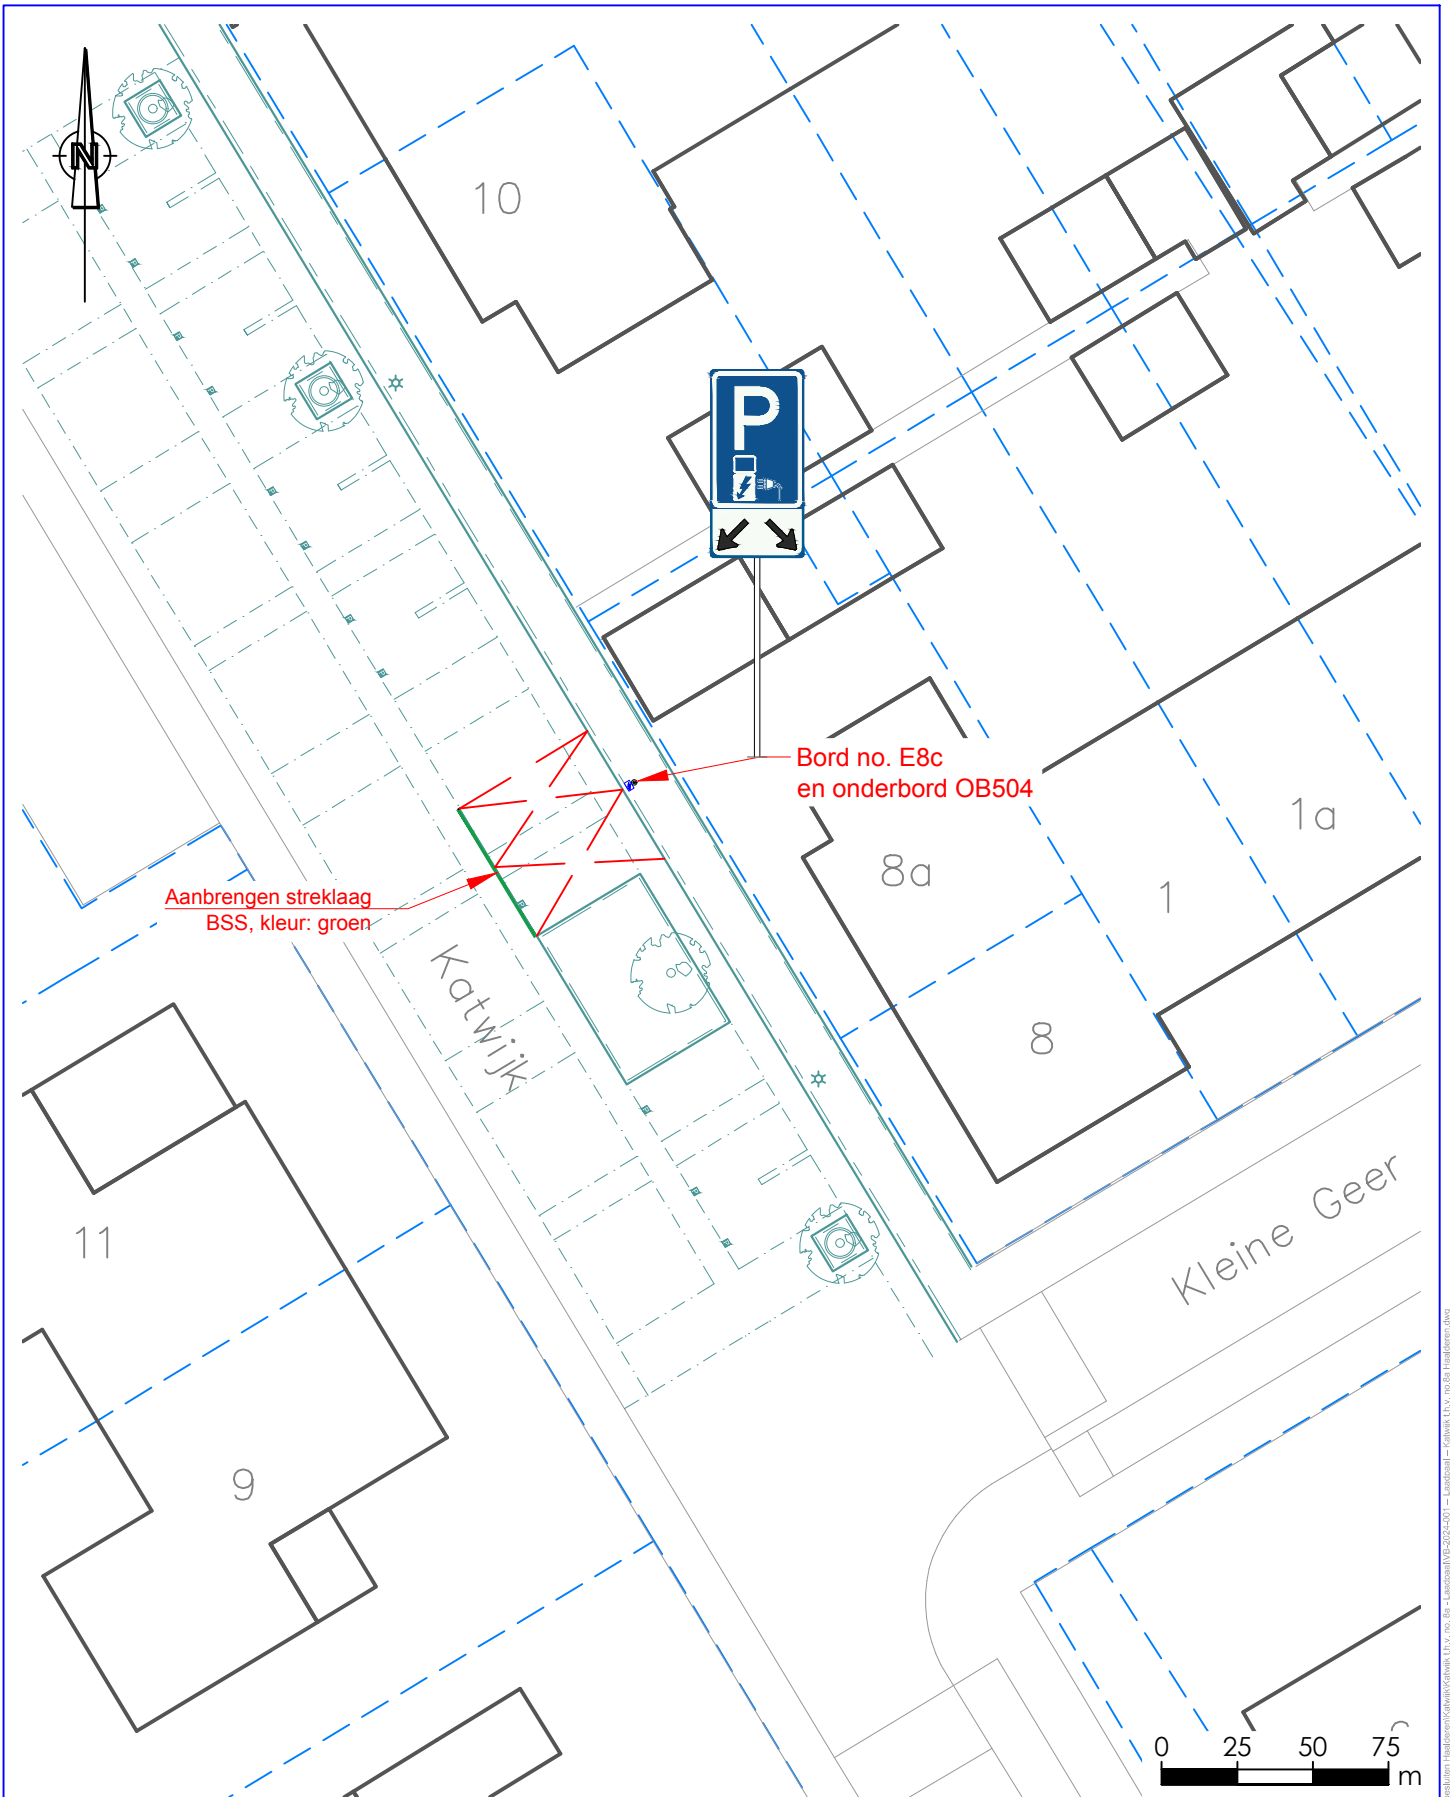 N
10
P
Bord no. E8c
en onderbord OB504
1a
8a
1
Aanbrengen streklaag
BSS, kleur: groen
Katwijk
8
11
Kleine Geer
9
0 25 50 75
m